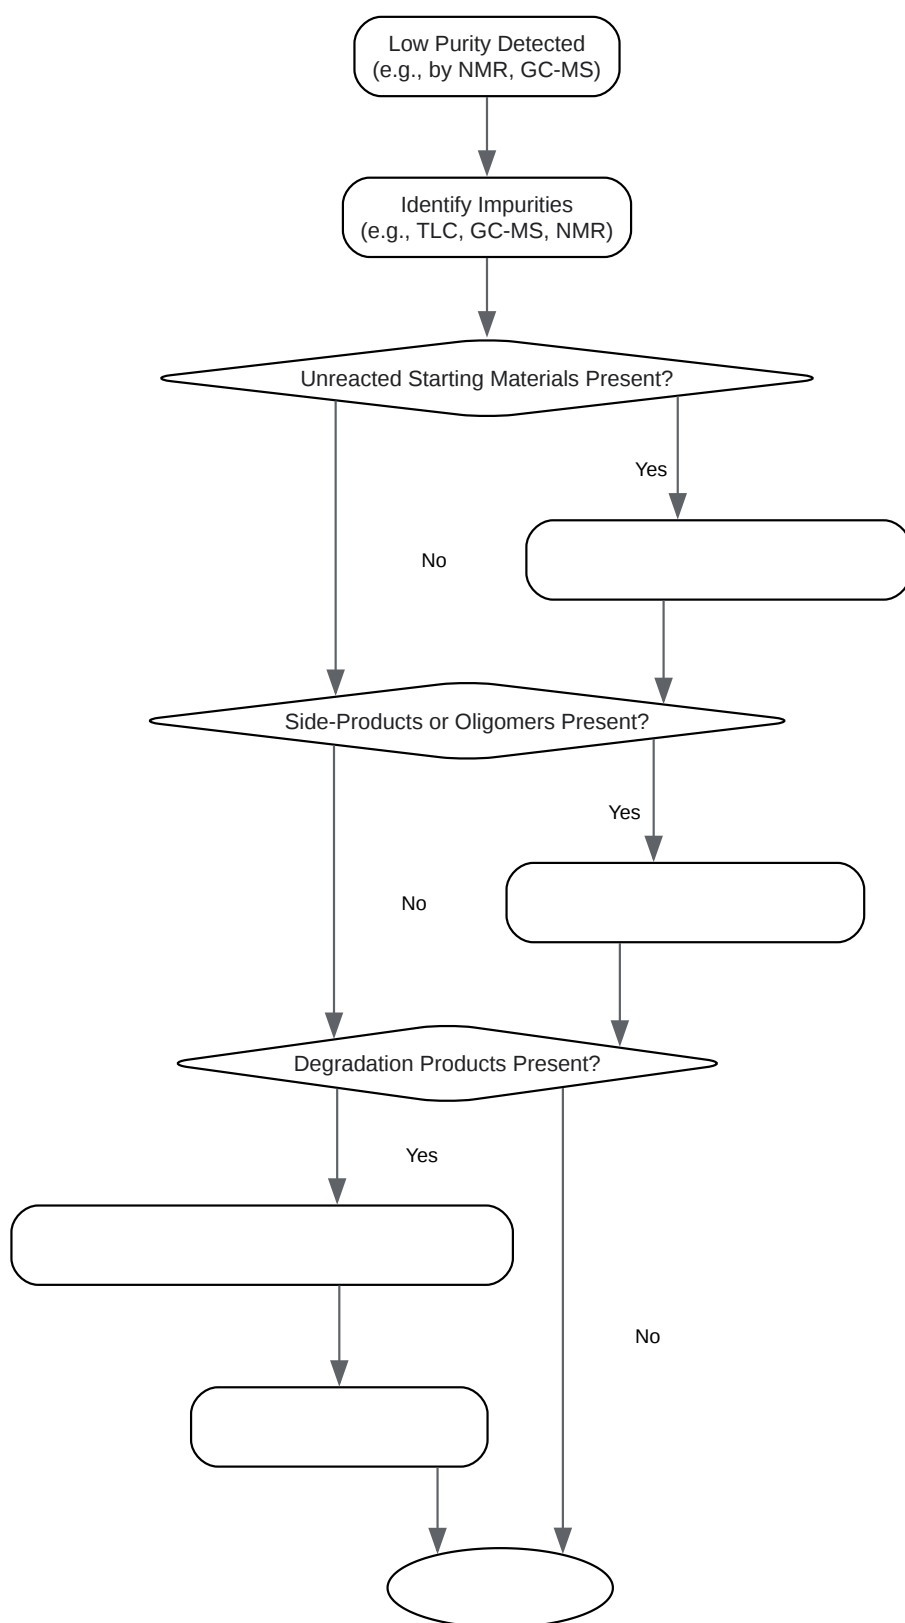 Low Purity Detected
(e.g., by NMR, GC-MS)
Identify Impurities
(e.g., TLC, GC-MS, NMR)
Unreacted Starting Materials Present?
Yes
No
Side-Products or Oligomers Present?
Yes
No
Degradation Products Present?
Yes
No